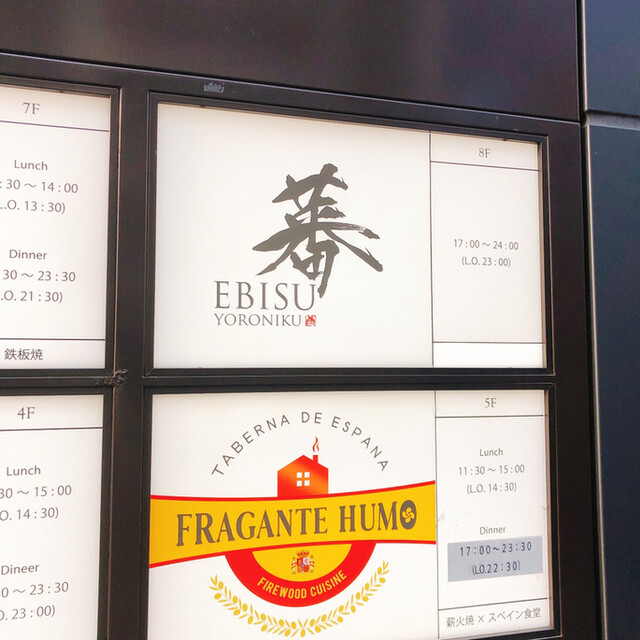 7F
Lunch
:30～14:00
(L.O. 13:30)
Dinner
:30～23:30
(L.O. 21:30)
鉄板焼
蕃
EBISU
YORONIKU
8F
17:00～24:00
(L.O. 23:00)
4F
Lunch
:30～15:00
(L.O. 14:30)
Dineer
:30～23:30
(L.O. 23:00)
TABERNA DE ESPANA
FRAGANTE HUMO
FIREWOOD CUISINE
5F
Lunch
11:30～15:00
(L.O. 14:30)
Dinner
17:00～23:30
(L.O.22:30)
薪火焼 × スペイン食堂